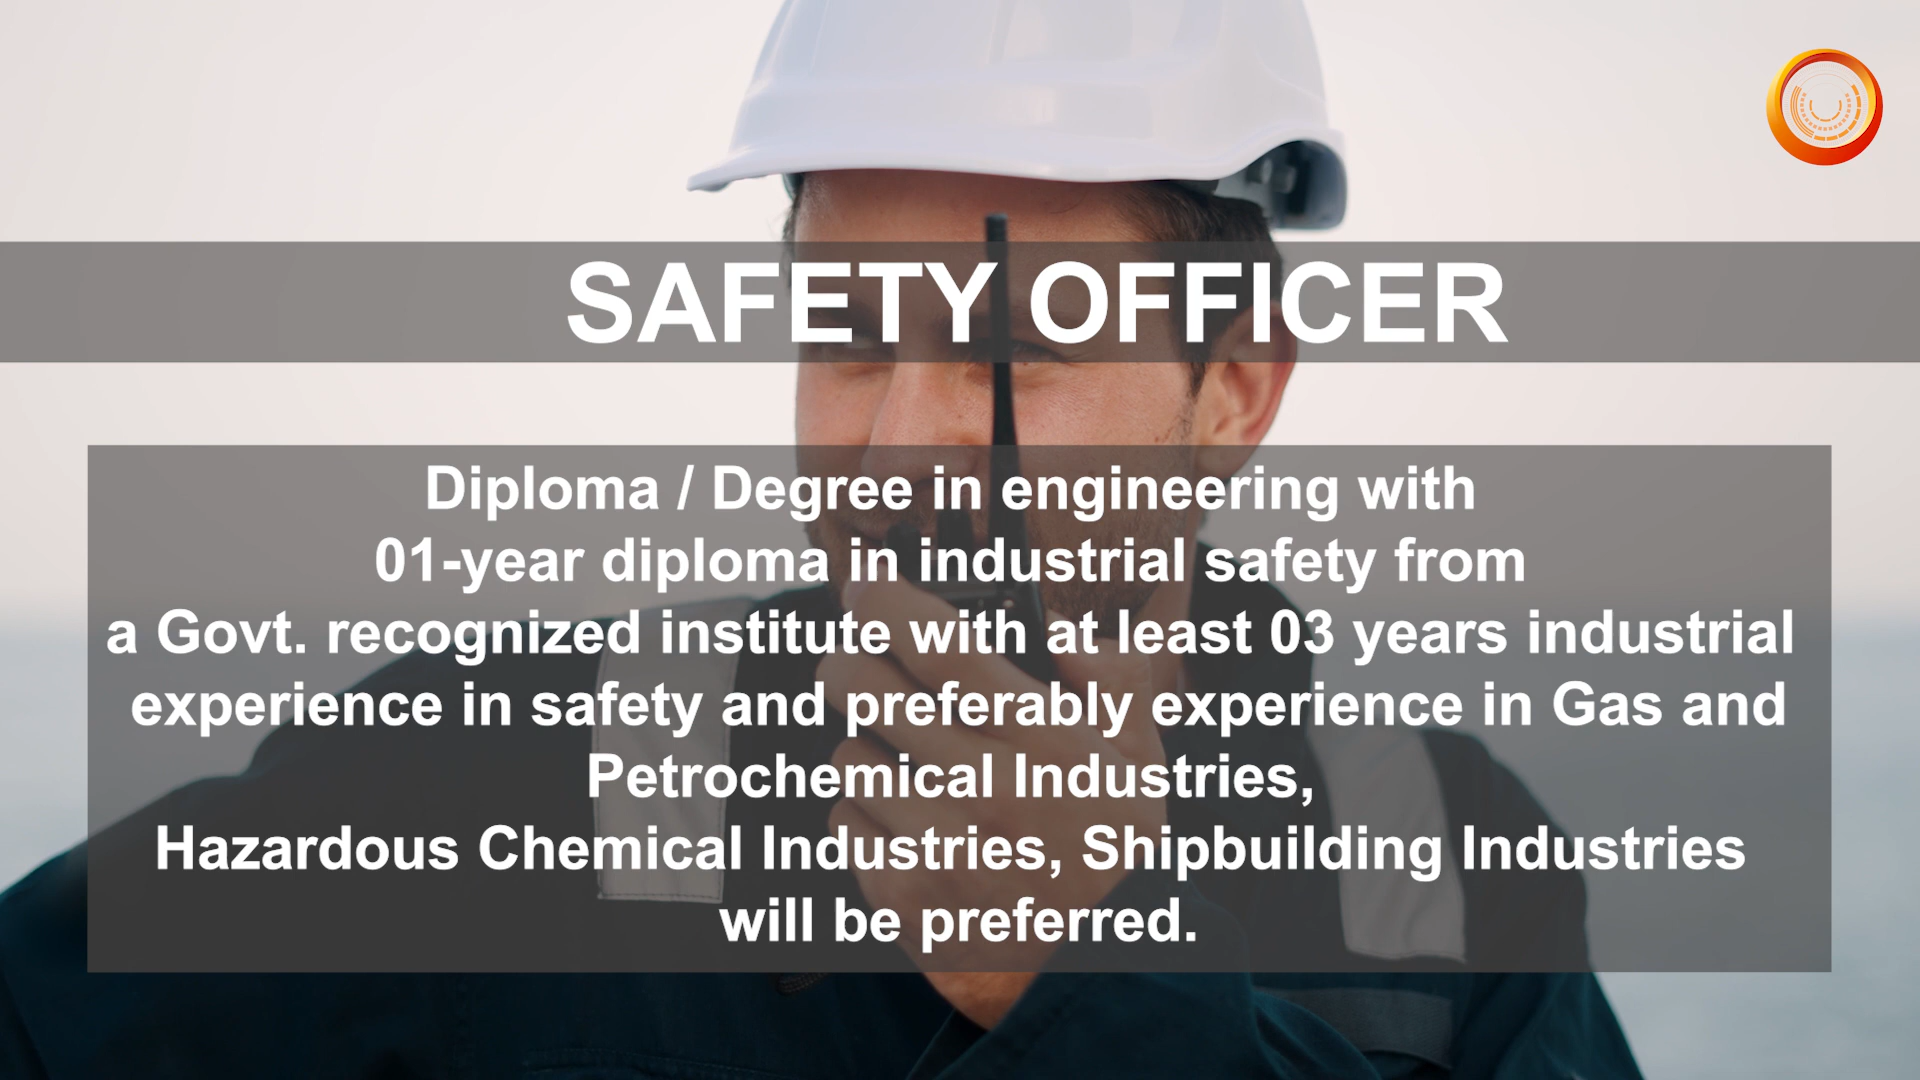 SAFETY OFFICER
Diploma / Degree in engineering with
01-year diploma in industrial safety from
a Govt. recognized institute with at least 03 years industrial
experience in safety and preferably experience in Gas and
Petrochemical Industries,
Hazardous Chemical Industries, Shipbuilding Industries
will be preferred.